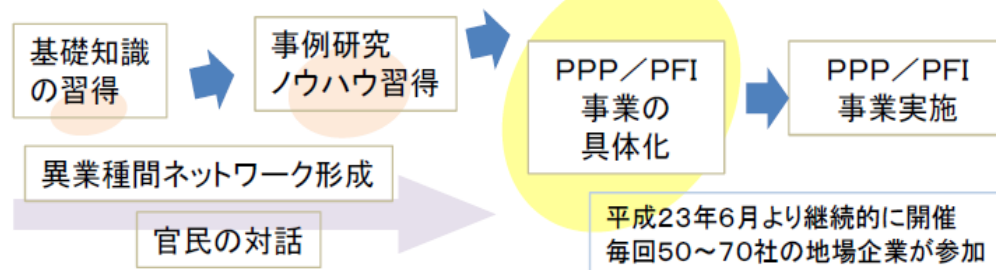 基礎知識
の習得
事例研究
ノウハウ習得
PPP／PFI
事業の
具体化
PPP／PFI
事業実施
異業種間ネットワーク形成
官民の対話
平成23年6月より継続的に開催
毎回50～70社の地場企業が参加